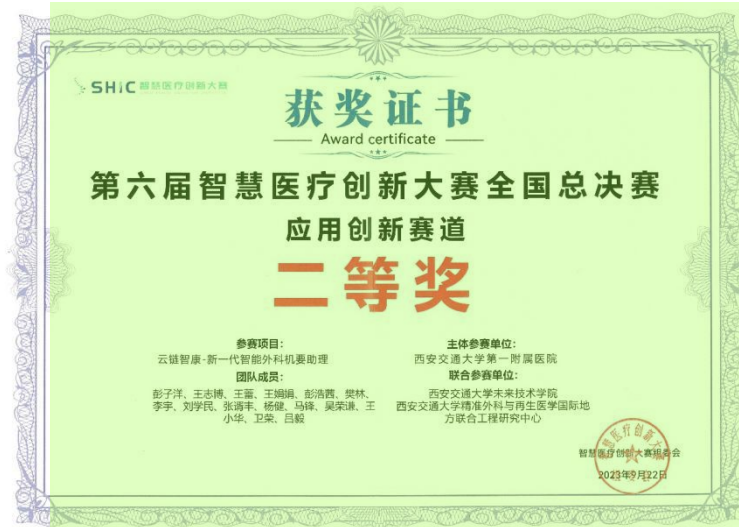 SHIC 智慧医疗创新大赛
获奖证书
Award certificate
第六届智慧医疗创新大赛全国总决赛
应用创新赛道
二等奖
参赛项目：
云链智康-新一代智能外科机要助理
团队成员：
彭子洋、王志博、王富、王娟娟、彭浩茜、樊林、
李宇、刘学民、张谞丰、杨健、马锋、吴荣谦、王
小华、卫荣、吕毅
主体参赛单位：
西安交通大学第一附属医院
联合参赛单位：
西安交通大学未来技术学院
西安交通大学精准外科与再生医学国际地
方联合工程研究中心
智慧医疗创新大赛组委会
2023年9月22日